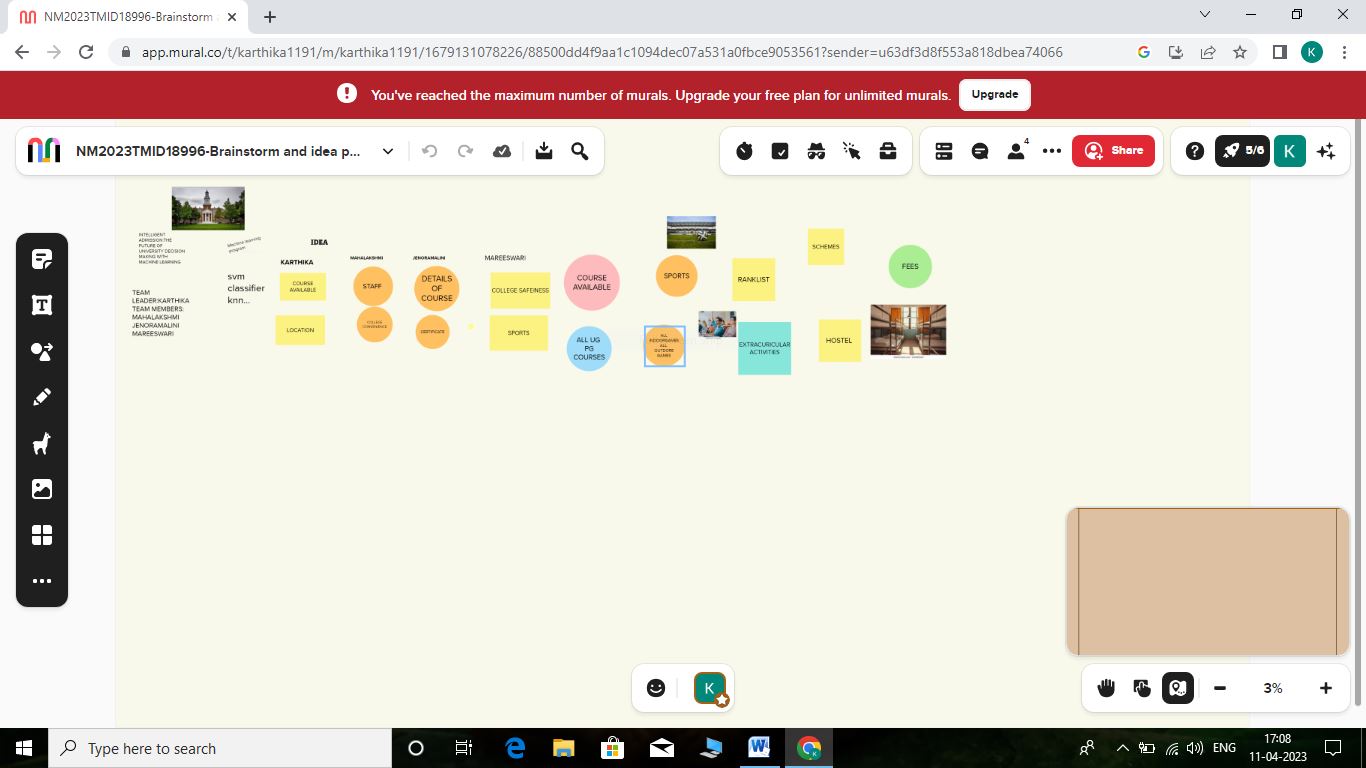 NM2023TMID18996-Brainstorm
app.mural.co/t/karthika1191/m/karthika1191/1679131078226/88500dd4f9aa1c1094dec07a531a0fbce9053561?sender=u63df3d8f553a818dbea74066
K
You've reached the maximum number of murals. Upgrade your free plan for unlimited murals.
Upgrade
NM2023TMID18996-Brainstorm and idea p...
4
Share
5/6
K
INTELLIGENT
ADMISSION:THE
FUTURE OF
UNIVERSITY DECISION
MAKING WITH
MACHINE LEARNING
TEAM
LEADER:KARTHIKA
TEAM MEMBERS:
MAHALAKSHMI
JENORAMALINI
MAREESWARI
Machine learning
program
svm
classifier
knn...
IDEA
KARTHIKA
COURSE
AVAILABLE
LOCATION
MAHALAKSHMI
STAFF
COLLEGE
CONVENIENCE
JENORAMALINI
DETAILS
OF
COURSE
CERTIFICATE
MAREESWARI
COLLEGE SAFEINESS
SPORTS
COURSE
AVAILABLE
ALL UG
PG
COURSES
SPORTS
ALL
INDOORGAMES
ALL
OUTDORE
GAMES
RANKLIST
EXTRACURICULAR
ACTIVITIES
SCHEMES
HOSTEL
FEES
K
3%
Type here to search
ENG
17:08
11-04-2023